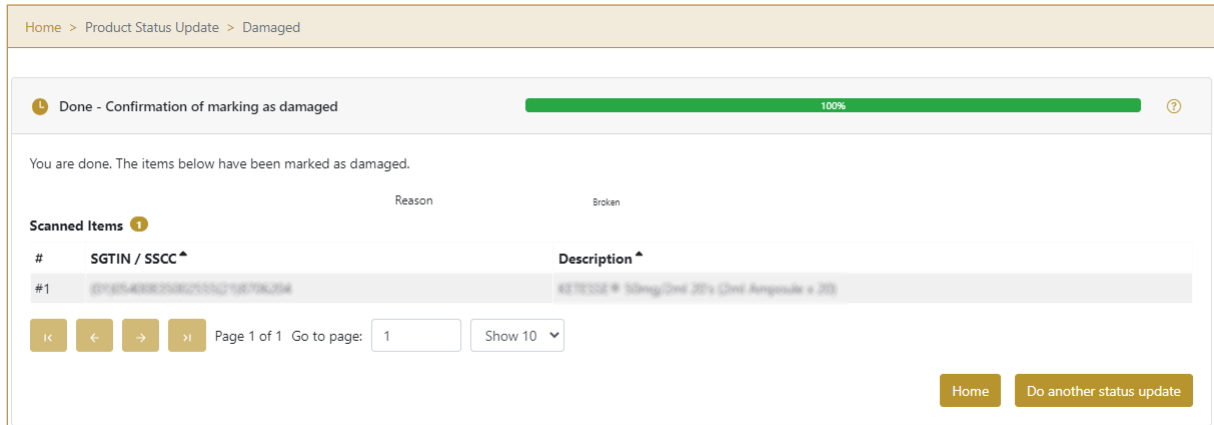 Home > Product Status Update > Damaged
Done - Confirmation of marking as damaged
100%
You are done. The items below have been marked as damaged.
Reason Broken
Scanned Items 1
# SGTIN / SSCC Description
#1
Page 1 of 1 Go to page: 1 Show 10
Home Do another status update